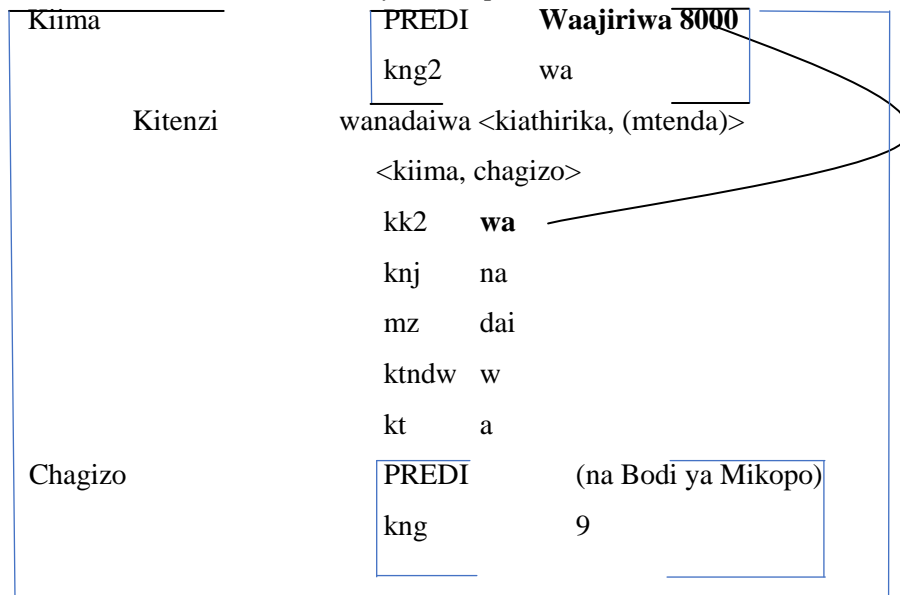 Kiima PREDI Waajiriwa 8000
kng2 wa
Kitenzi wanadaiwa <kiathirika, (mtenda)>
<kiima, chagizo>
kk2 wa
knj na
mz dai
ktndw w
kt a
Chagizo PREDI (na Bodi ya Mikopo)
kng 9